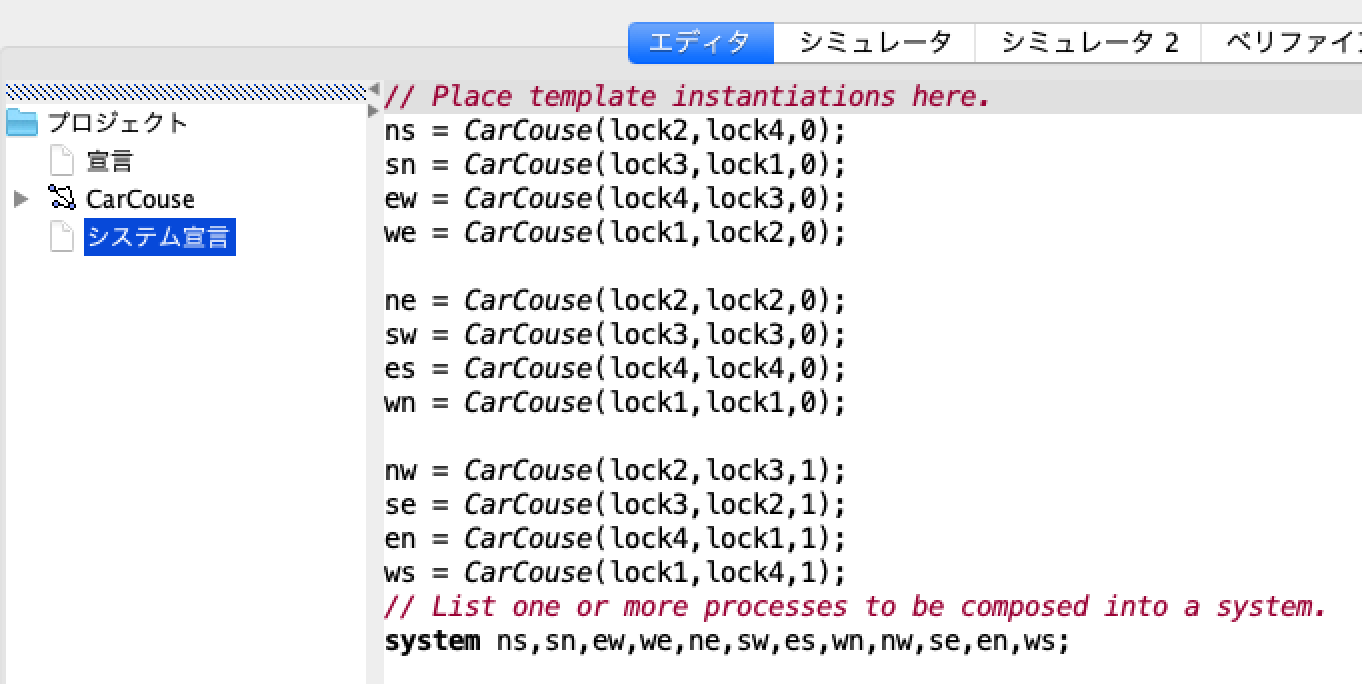 エディタ シミュレータ シミュレータ 2
プロジェクト
宣言
CarCouse
システム宣言
// Place template instantiations here.
ns = CarCouse(lock2,lock4,0);
sn = CarCouse(lock3,lock1,0);
ew = CarCouse(lock4,lock3,0);
we = CarCouse(lock1,lock2,0);
ne = CarCouse(lock2,lock2,0);
sw = CarCouse(lock3,lock3,0);
es = CarCouse(lock4,lock4,0);
wn = CarCouse(lock1,lock1,0);
nw = CarCouse(lock2,lock3,1);
se = CarCouse(lock3,lock2,1);
en = CarCouse(lock4,lock1,1);
ws = CarCouse(lock1,lock4,1);
// List one or more processes to be composed into a system.
system ns,sn,ew,we,ne,sw,es,wn,nw,se,en,ws;